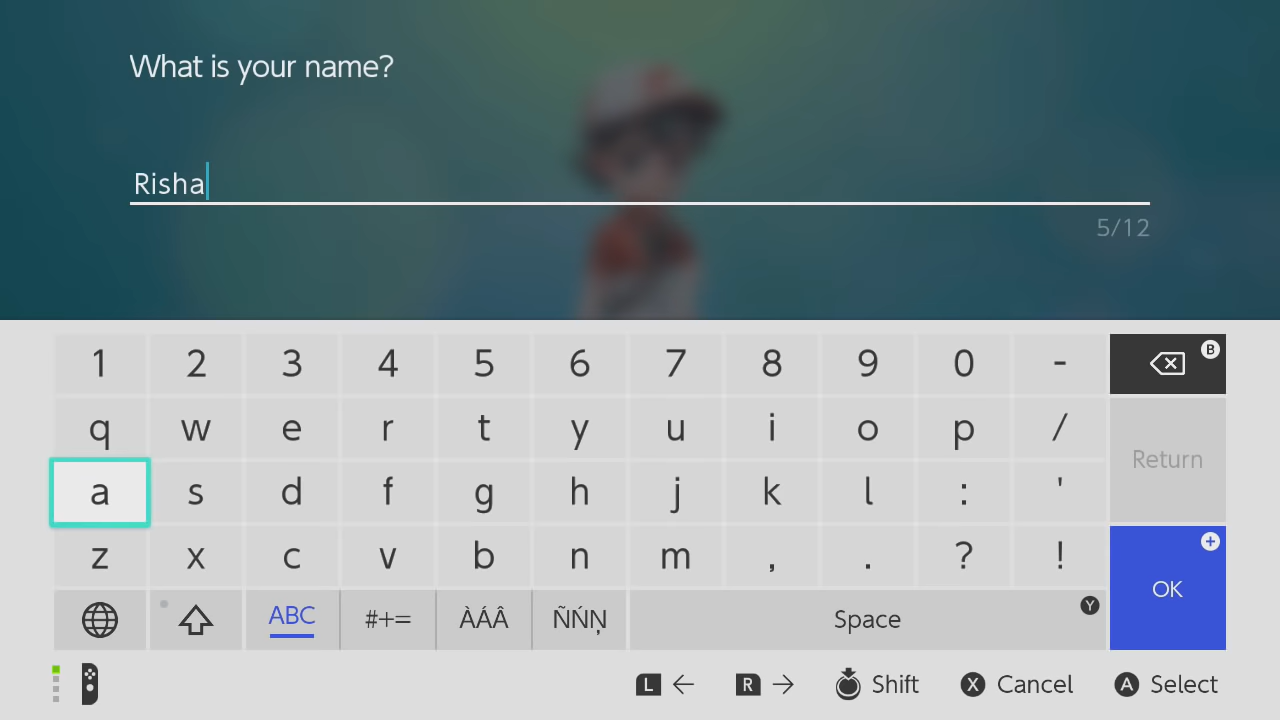 What is your name?
Risha
5/12
1 2 3 4 5 6 7 8 9 0 - B
q w e r t y u i o p /
Return
a s d f g h j k l : '
z x c v b n m , . ? ! +
OK
ABC #+= ÀÁÂ ÑŃŅ Space Y
L ← R → Shift X Cancel A Select